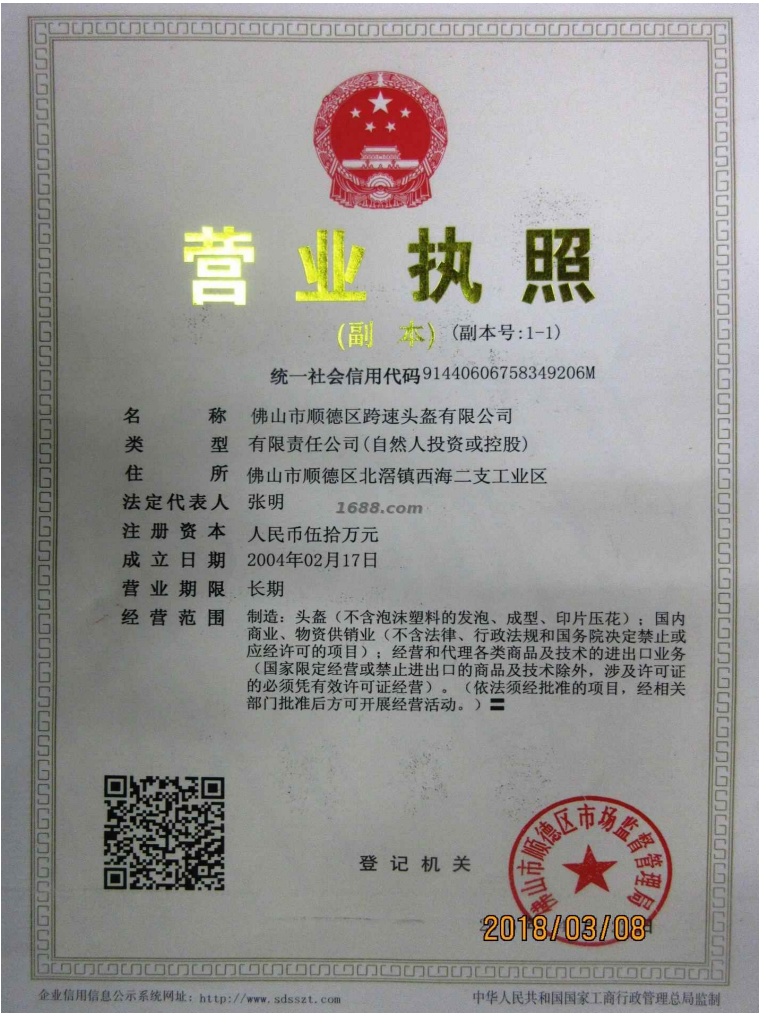 营业执照
(副 本) (副本号:1-1)
统一社会信用代码91440606758349206M
名 称 佛山市顺德区跨速头盔有限公司
类 型 有限责任公司(自然人投资或控股)
住 所 佛山市顺德区北滘镇西海二支工业区
法定代表人 张明
1688.com
注册资本 人民币伍拾万元
成立日期 2004年02月17日
营业期限 长期
经营范围 制造：头盔（不含泡沫塑料的发泡、成型、印片压花）；国内
商业、物资供销业（不含法律、行政法规和国务院决定禁止或
应经许可的项目）；经营和代理各类商品及技术的进出口业务
（国家限定经营或禁止进出口的商品及技术除外，涉及许可证
的必须凭有效许可证经营）。（依法须经批准的项目，经相关
部门批准后方可开展经营活动。）〓
登记机关
佛山市顺德区市场监督管理局
2018/03/08
企业信用信息公示系统网址：http://www.sdsszt.com
中华人民共和国国家工商行政管理总局监制